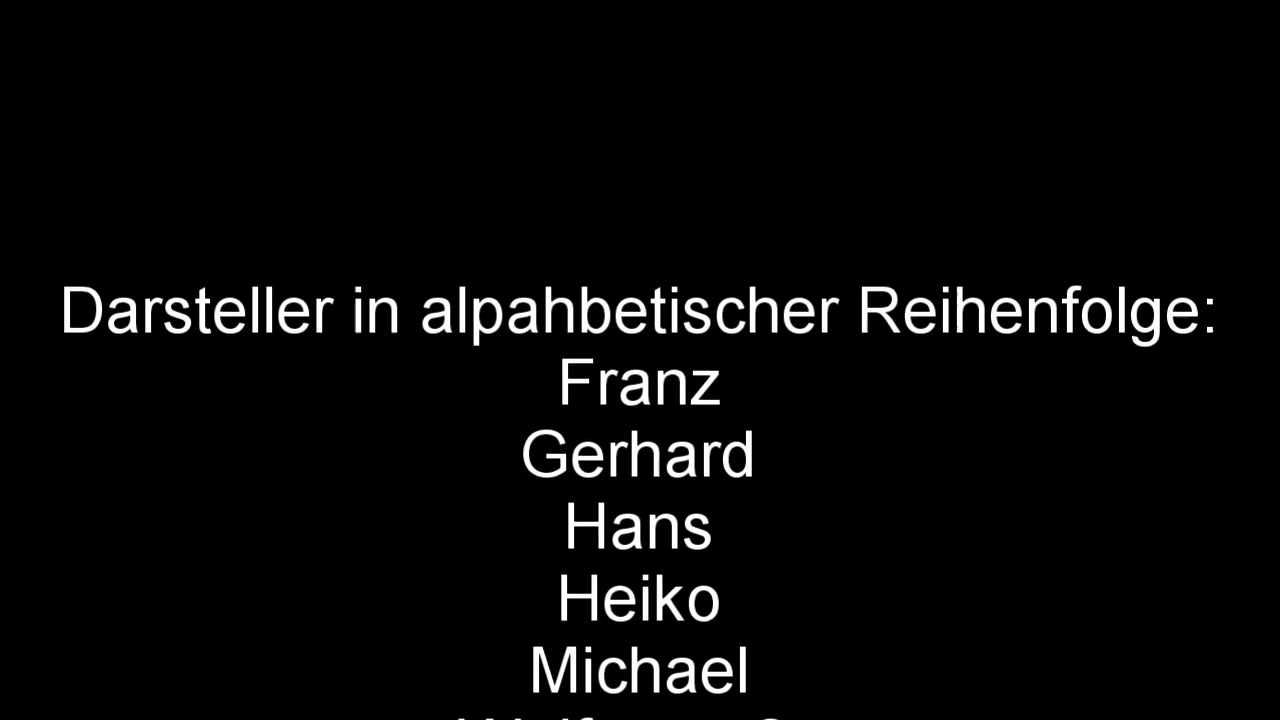 Darsteller in alpahbetischer Reihenfolge:
Franz
Gerhard
Hans
Heiko
Michael